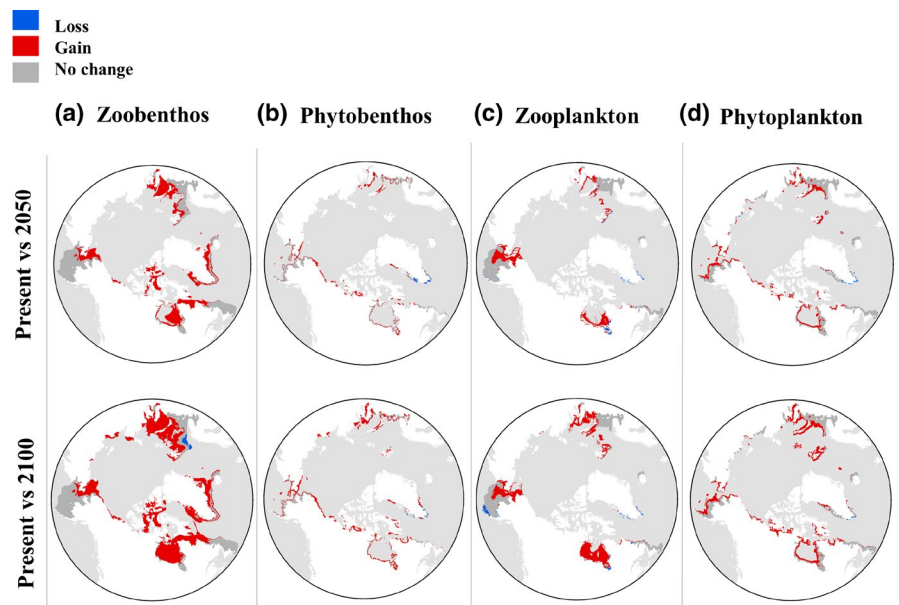 Loss
Gain
No change
(a) Zoobenthos
(b) Phytobenthos
(c) Zooplankton
(d) Phytoplankton
Present vs 2050
Present vs 2100